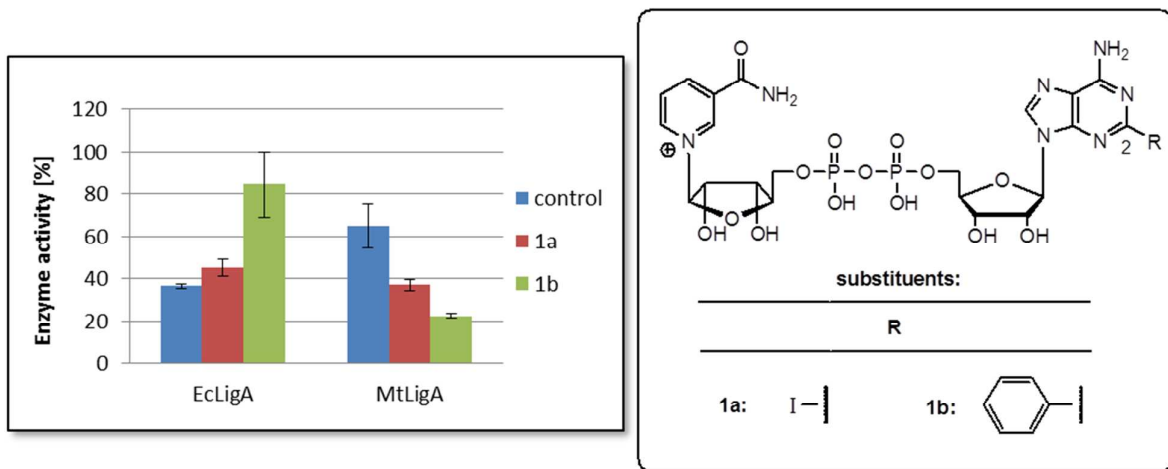 Enzyme activity [%]
120
100
80
60
40
20
0
EcLigA
MtLigA
control
1a
1b
O
NH2
N
⊕
O
OH
OH
O
P
O
OH
O
P
O
OH
O
O
OH
OH
N
N
N
N
NH2
2
R
substituents:
R
1a: I
1b: